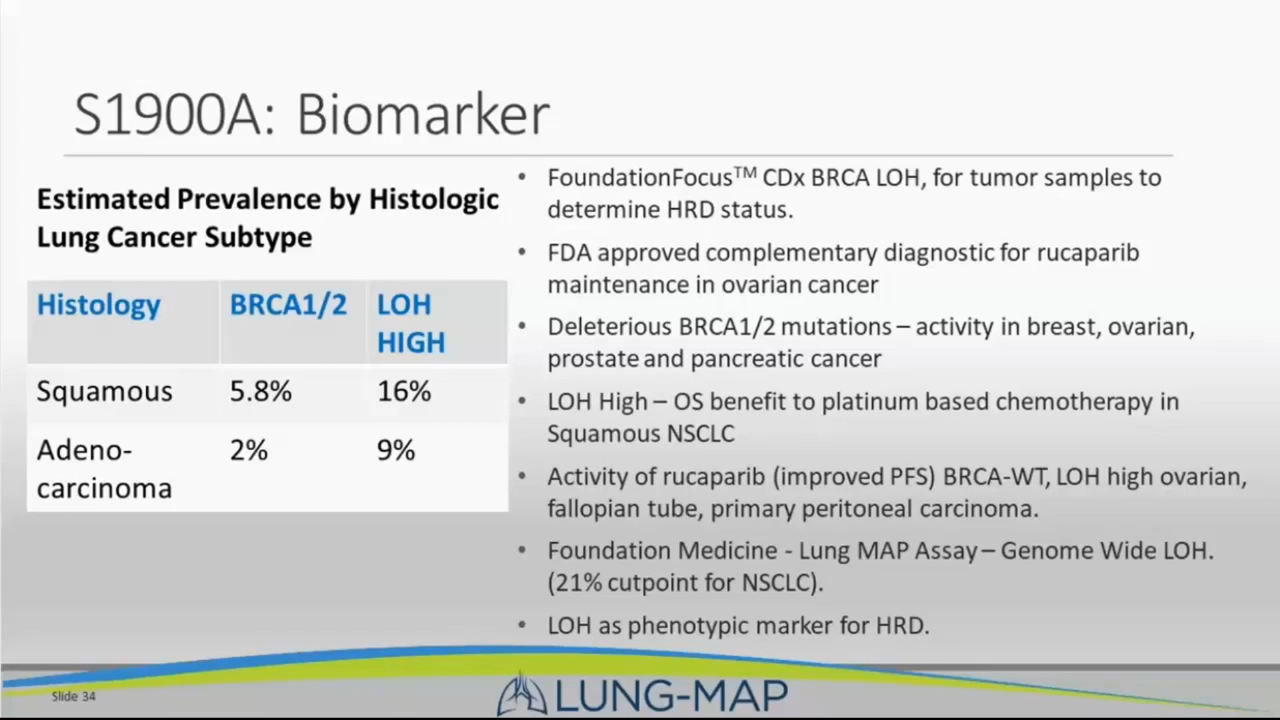 S1900A: Biomarker
Estimated Prevalence by Histologic
Lung Cancer Subtype
Histology BRCA1/2 LOH
HIGH
Squamous 5.8% 16%
Adeno- 2% 9%
carcinoma
• FoundationFocus™ CDx BRCA LOH, for tumor samples to
determine HRD status.
• FDA approved complementary diagnostic for rucaparib
maintenance in ovarian cancer
• Deleterious BRCA1/2 mutations – activity in breast, ovarian,
prostate and pancreatic cancer
• LOH High – OS benefit to platinum based chemotherapy in
Squamous NSCLC
• Activity of rucaparib (improved PFS) BRCA-WT, LOH high ovarian,
fallopian tube, primary peritoneal carcinoma.
• Foundation Medicine - Lung MAP Assay – Genome Wide LOH.
(21% cutpoint for NSCLC).
• LOH as phenotypic marker for HRD.
Slide 34
LUNG-MAP